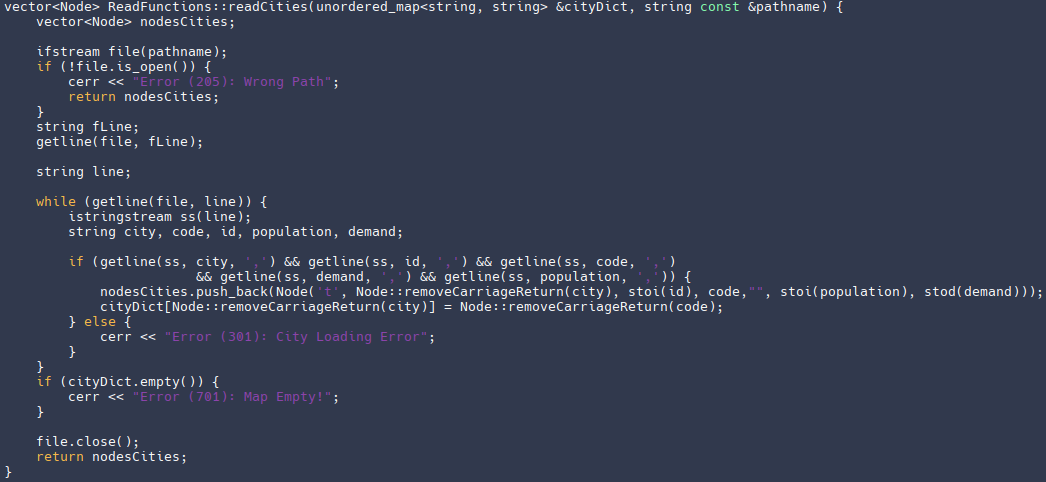 vector<Node> ReadFunctions::readCities(unordered_map<string, string> &cityDict, string const &pathname) {
    vector<Node> nodesCities;

    ifstream file(pathname);
    if (!file.is_open()) {
        cerr << "Error (205): Wrong Path";
        return nodesCities;
    }
    string fLine;
    getline(file, fLine);

    string line;

    while (getline(file, line)) {
        istringstream ss(line);
        string city, code, id, population, demand;

        if (getline(ss, city, ',') && getline(ss, id, ',') && getline(ss, code, ',')
                        && getline(ss, demand, ',') && getline(ss, population, ',')) {
            nodesCities.push_back(Node('t', Node::removeCarriageReturn(city), stoi(id), code,"", stoi(population), stod(demand)));
            cityDict[Node::removeCarriageReturn(city)] = Node::removeCarriageReturn(code);
        } else {
            cerr << "Error (301): City Loading Error";
        }
    }
    if (cityDict.empty()) {
        cerr << "Error (701): Map Empty!";
    }

    file.close();
    return nodesCities;
}